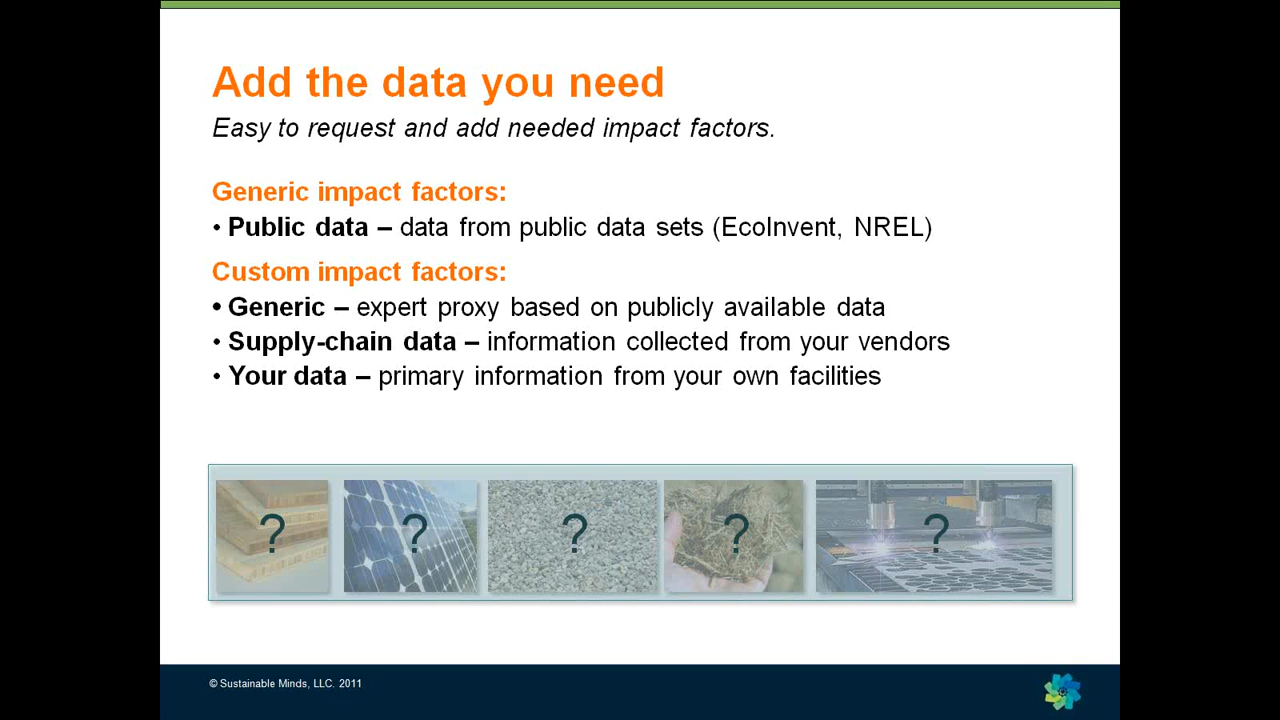 Add the data you need
Easy to request and add needed impact factors.
Generic impact factors:
• Public data – data from public data sets (EcoInvent, NREL)
Custom impact factors:
• Generic – expert proxy based on publicly available data
• Supply-chain data – information collected from your vendors
• Your data – primary information from your own facilities
? ? ? ? ?
© Sustainable Minds, LLC. 2011